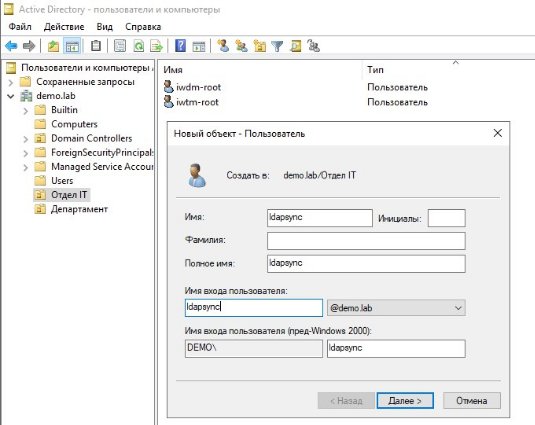 Active Directory - пользователи и компьютеры
Файл Действие Вид Справка
Пользователи и компьютеры
Сохраненные запросы
demo.lab
Builtin
Computers
Domain Controllers
ForeignSecurityPrincipals
Managed Service Accour
Users
Отдел IT
Департамент
Имя Тип
iwdm-root Пользователь
iwtm-root Пользователь
Новый объект - Пользователь
Создать в: demo.lab/Отдел IT
Имя: ldapsync Инициалы:
Фамилия:
Полное имя: ldapsync
Имя входа пользователя:
ldapsync @demo.lab
Имя входа пользователя (пред-Windows 2000):
DEMO\ ldapsync
< Назад Далее > Отмена